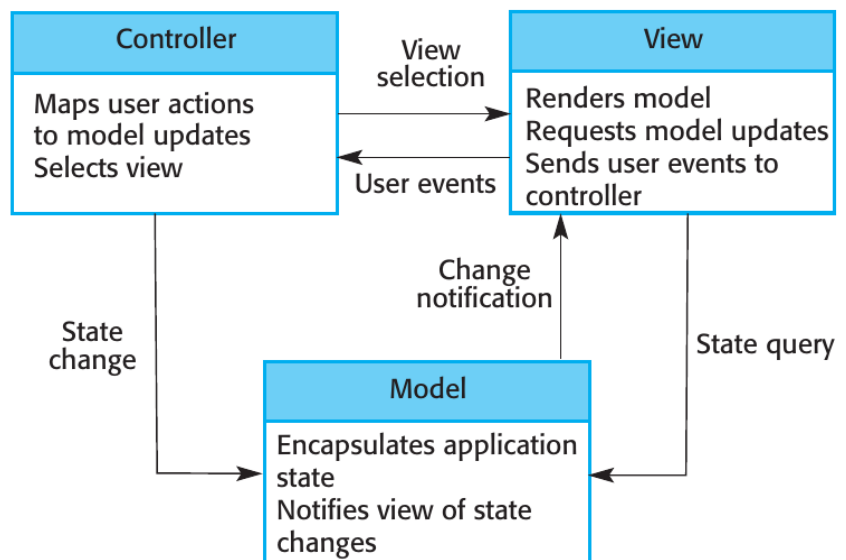 Controller
Maps user actions
to model updates
Selects view
View
selection
User events
View
Renders model
Requests model updates
Sends user events to
controller
State
change
Change
notification
State query
Model
Encapsulates application
state
Notifies view of state
changes